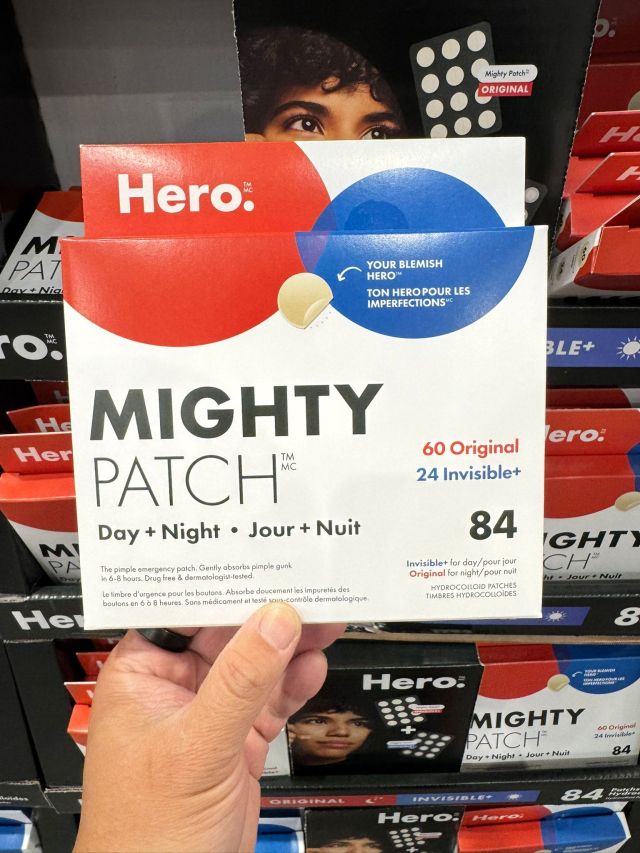 Mighty Patch
ORIGINAL
Hero.™ MC
YOUR BLEMISH
HERO™
TON HERO POUR LES
IMPERFECTIONS MC
MIGHTY
PATCH™ MC
60 Original
24 Invisible+
Day + Night • Jour + Nuit
84
The pimple emergency patch. Gently absorbs pimple gunk
in 6-8 hours. Drug free & dermatologist-tested.
Le timbre d'urgence pour les boutons. Absorbe doucement les impuretés des
boutons en 6 à 8 heures. Sans médicament et testé sous contrôle dermatologique.
Invisible+ for day/pour jour
Original for night/pour nuit
HYDROCOLLOID PATCHES
TIMBRES HYDROCOLLOÏDES
Hero.
MIGHTY
PATCH
Day + Night • Jour + Nuit
60 Original
24 Invisible+
84
ORIGINAL
INVISIBLE+
84
Hero.
Hero.